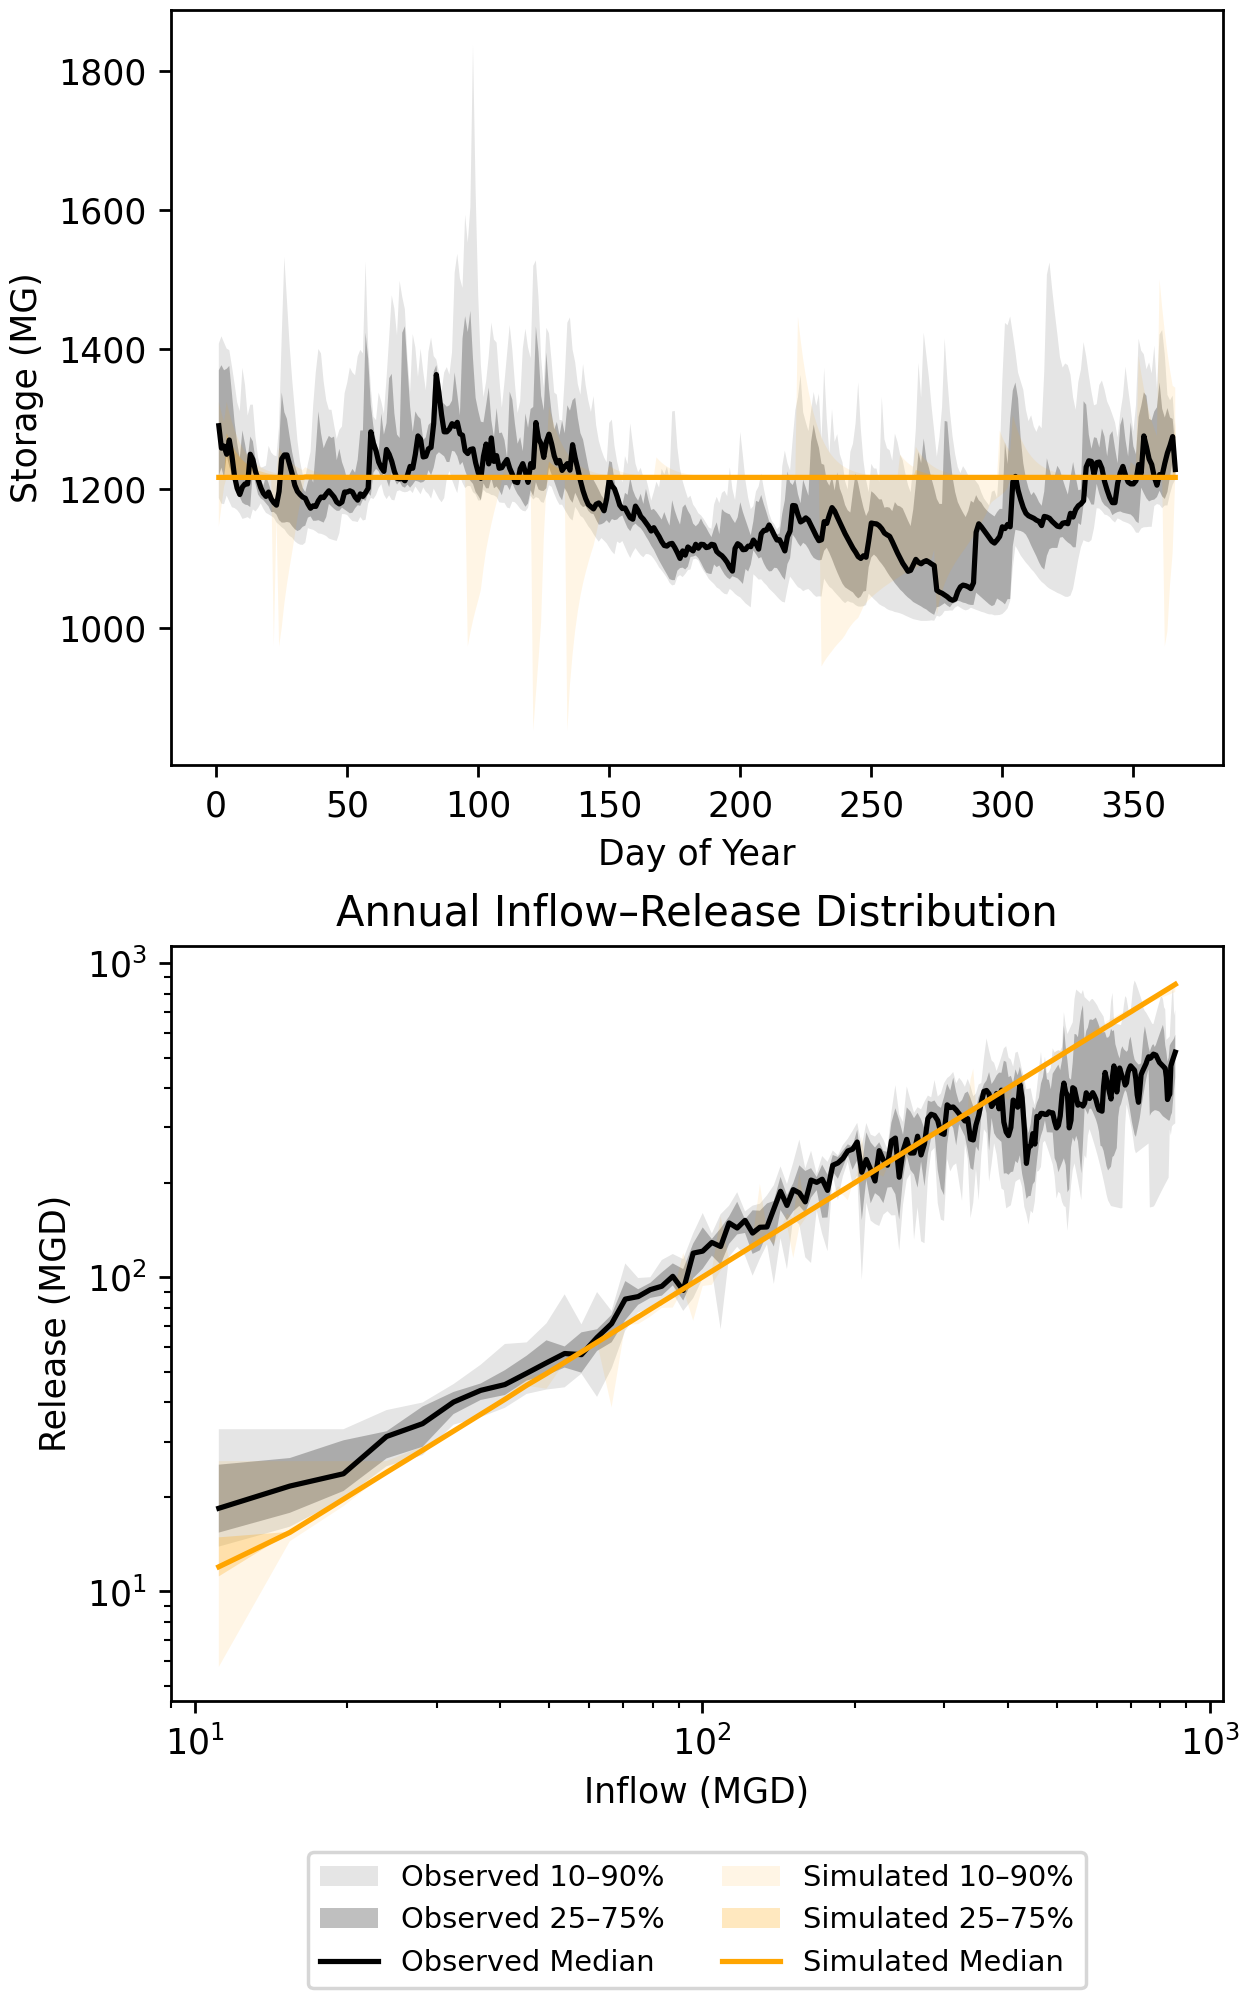 1800
1600
1400
1200
1000
Storage (MG)
0 50 100 150 200 250 300 350
Day of Year
Annual Inflow–Release Distribution
10³
10²
10¹
Release (MGD)
10¹ 10² 10³
Inflow (MGD)
Observed 10–90% Simulated 10–90%
Observed 25–75% Simulated 25–75%
Observed Median Simulated Median